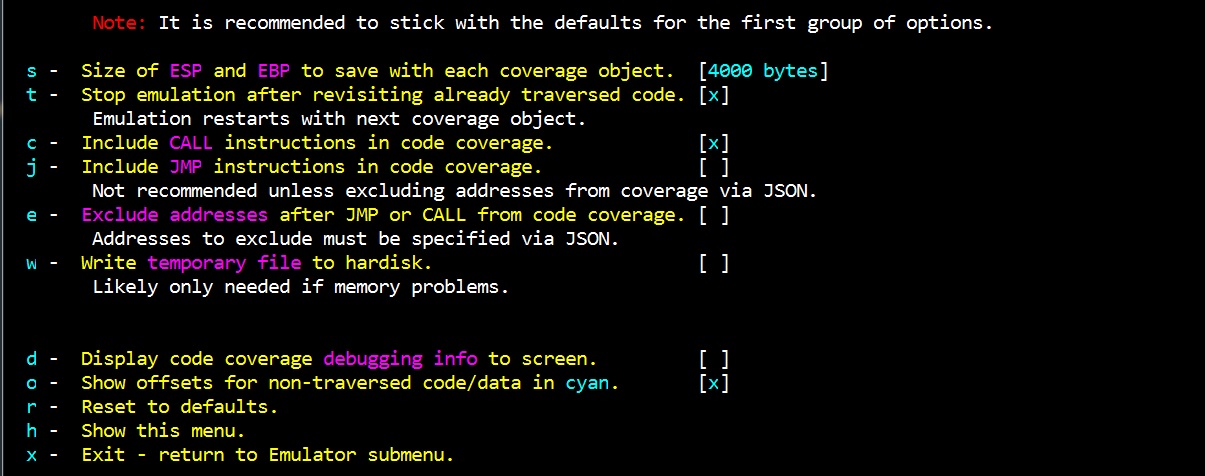 Note: It is recommended to stick with the defaults for the first group of options.
s - Size of ESP and EBP to save with each coverage object. [4000 bytes]
t - Stop emulation after revisiting already traversed code. [x]
Emulation restarts with next coverage object.
c - Include CALL instructions in code coverage. [x]
j - Include JMP instructions in code coverage. [ ]
Not recommended unless excluding addresses from coverage via JSON.
e - Exclude addresses after JMP or CALL from code coverage. [ ]
Addresses to exclude must be specified via JSON.
w - Write temporary file to hardisk. [ ]
Likely only needed if memory problems.
d - Display code coverage debugging info to screen. [ ]
o - Show offsets for non-traversed code/data in cyan. [x]
r - Reset to defaults.
h - Show this menu.
x - Exit - return to Emulator submenu.